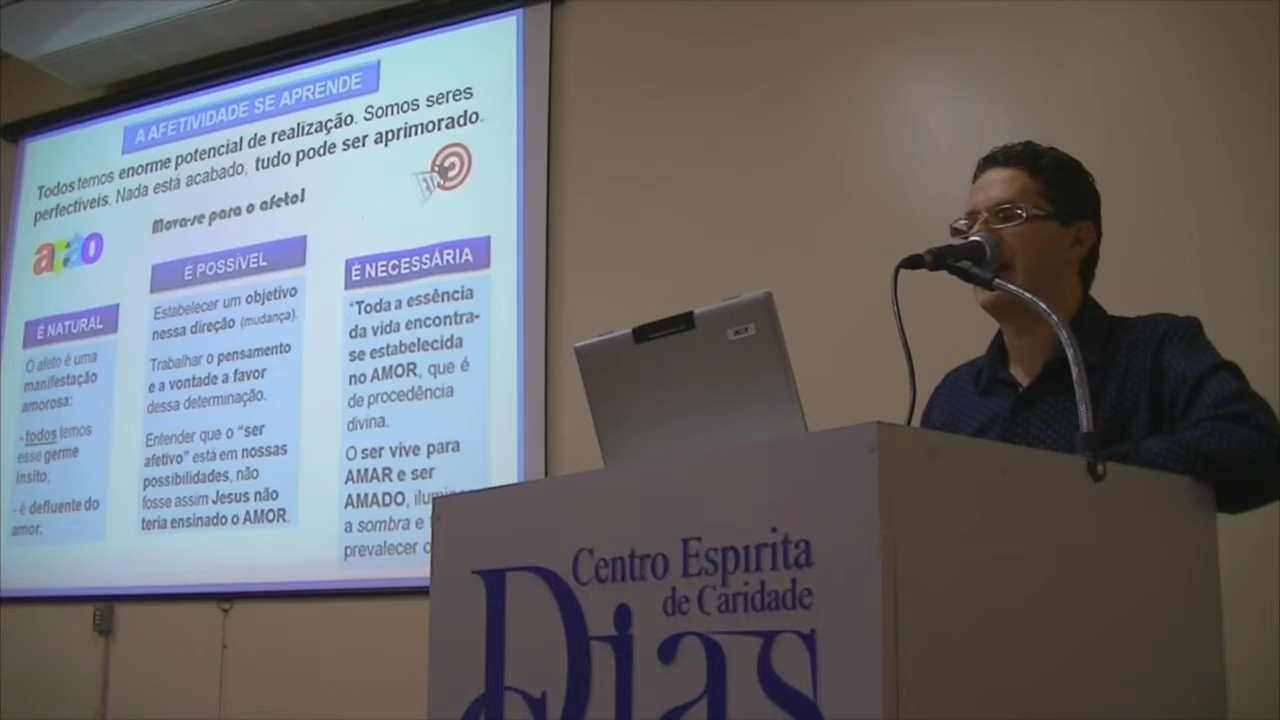 A AFETIVIDADE SE APRENDE
Todos temos enorme potencial de realização. Somos seres
perfectíveis. Nada está acabado, tudo pode ser aprimorado.
Mova-se para o afeto!
ação
META
É NATURAL
O afeto é uma
manifestação
amorosa:
- todos temos
esse germe
ínsito;
- é defluente do
amor.
É POSSÍVEL
Estabelecer um objetivo
nessa direção (mudança).
Trabalhar o pensamento
e a vontade a favor
dessa determinação.
Entender que o “ser
afetivo” está em nossas
possibilidades, não
fosse assim Jesus não
teria ensinado o AMOR.
É NECESSÁRIA
“Toda a essência
da vida encontra-
se estabelecida
no AMOR, que é
de procedência
divina.
O ser vive para
AMAR e ser
AMADO,
a sombra e
prevalecer
acer
Centro Espírita
de Caridade
Dias